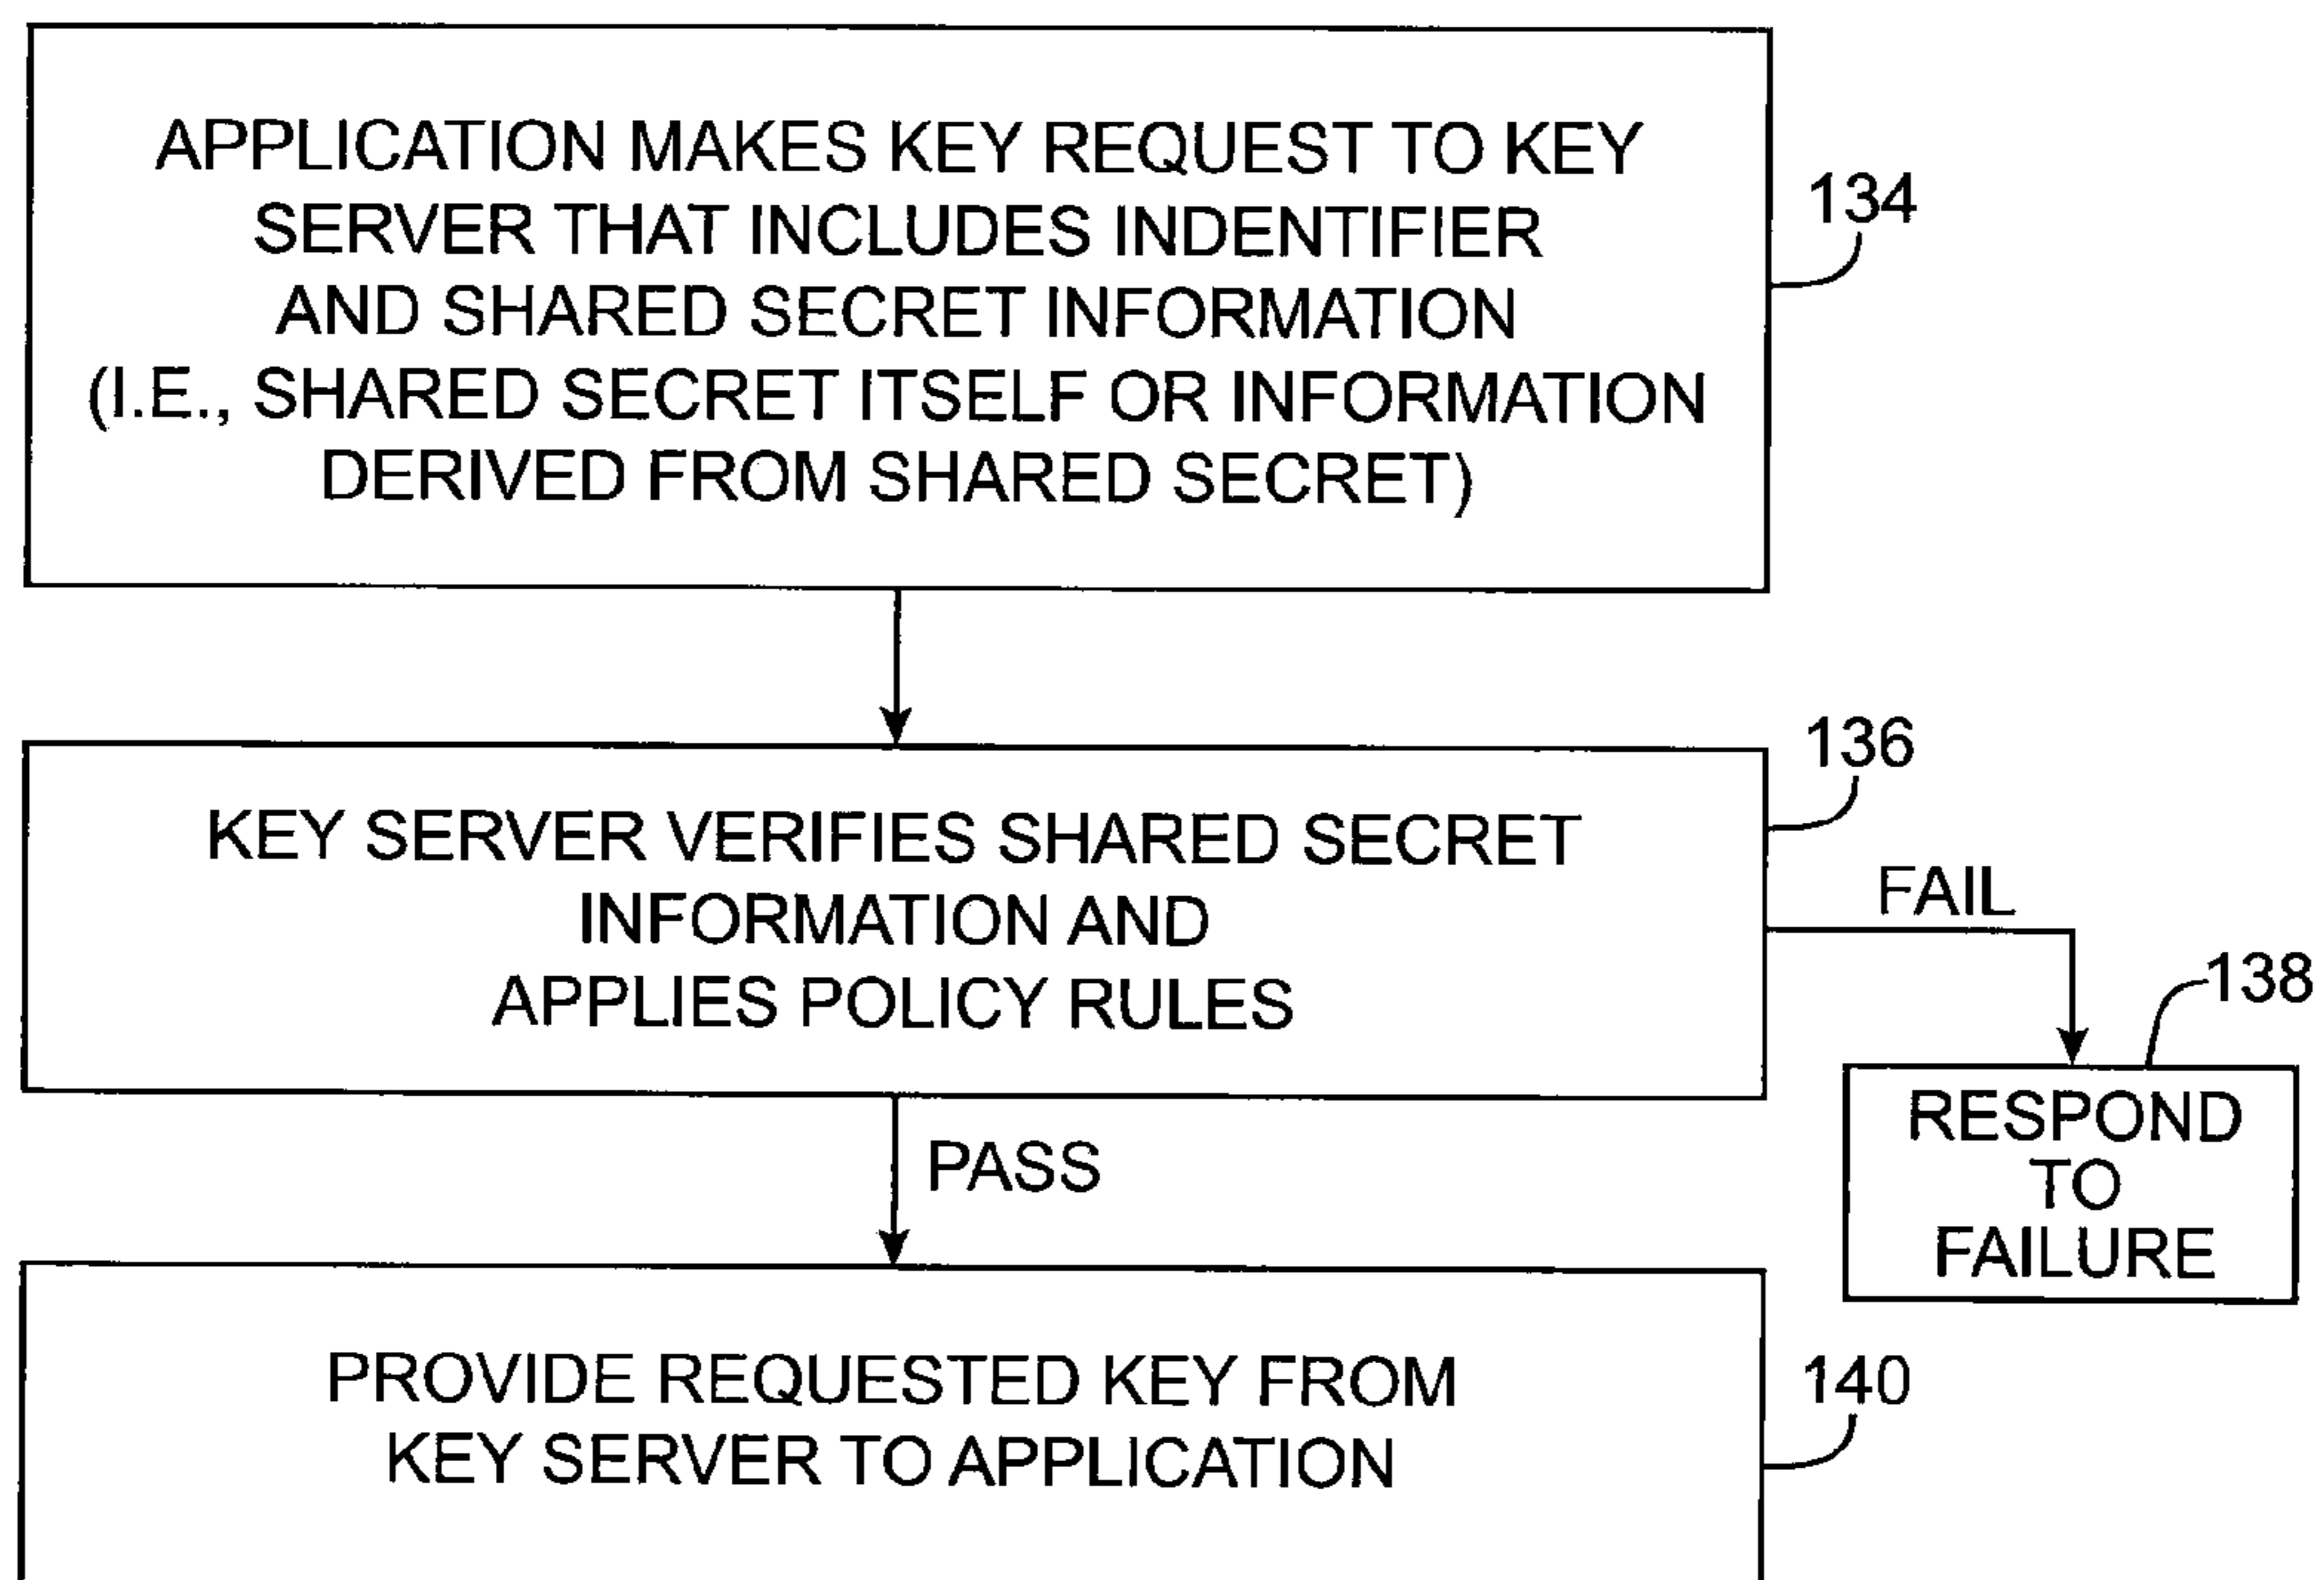 APPLICATION MAKES KEY REQUEST TO KEY
SERVER THAT INCLUDES INDENTIFIER
AND SHARED SECRET INFORMATION
(I.E., SHARED SECRET ITSELF OR INFORMATION
DERIVED FROM SHARED SECRET)
134
KEY SERVER VERIFIES SHARED SECRET
INFORMATION AND
APPLIES POLICY RULES
136
FAIL
138
RESPOND
TO
FAILURE
PASS
PROVIDE REQUESTED KEY FROM
KEY SERVER TO APPLICATION
140